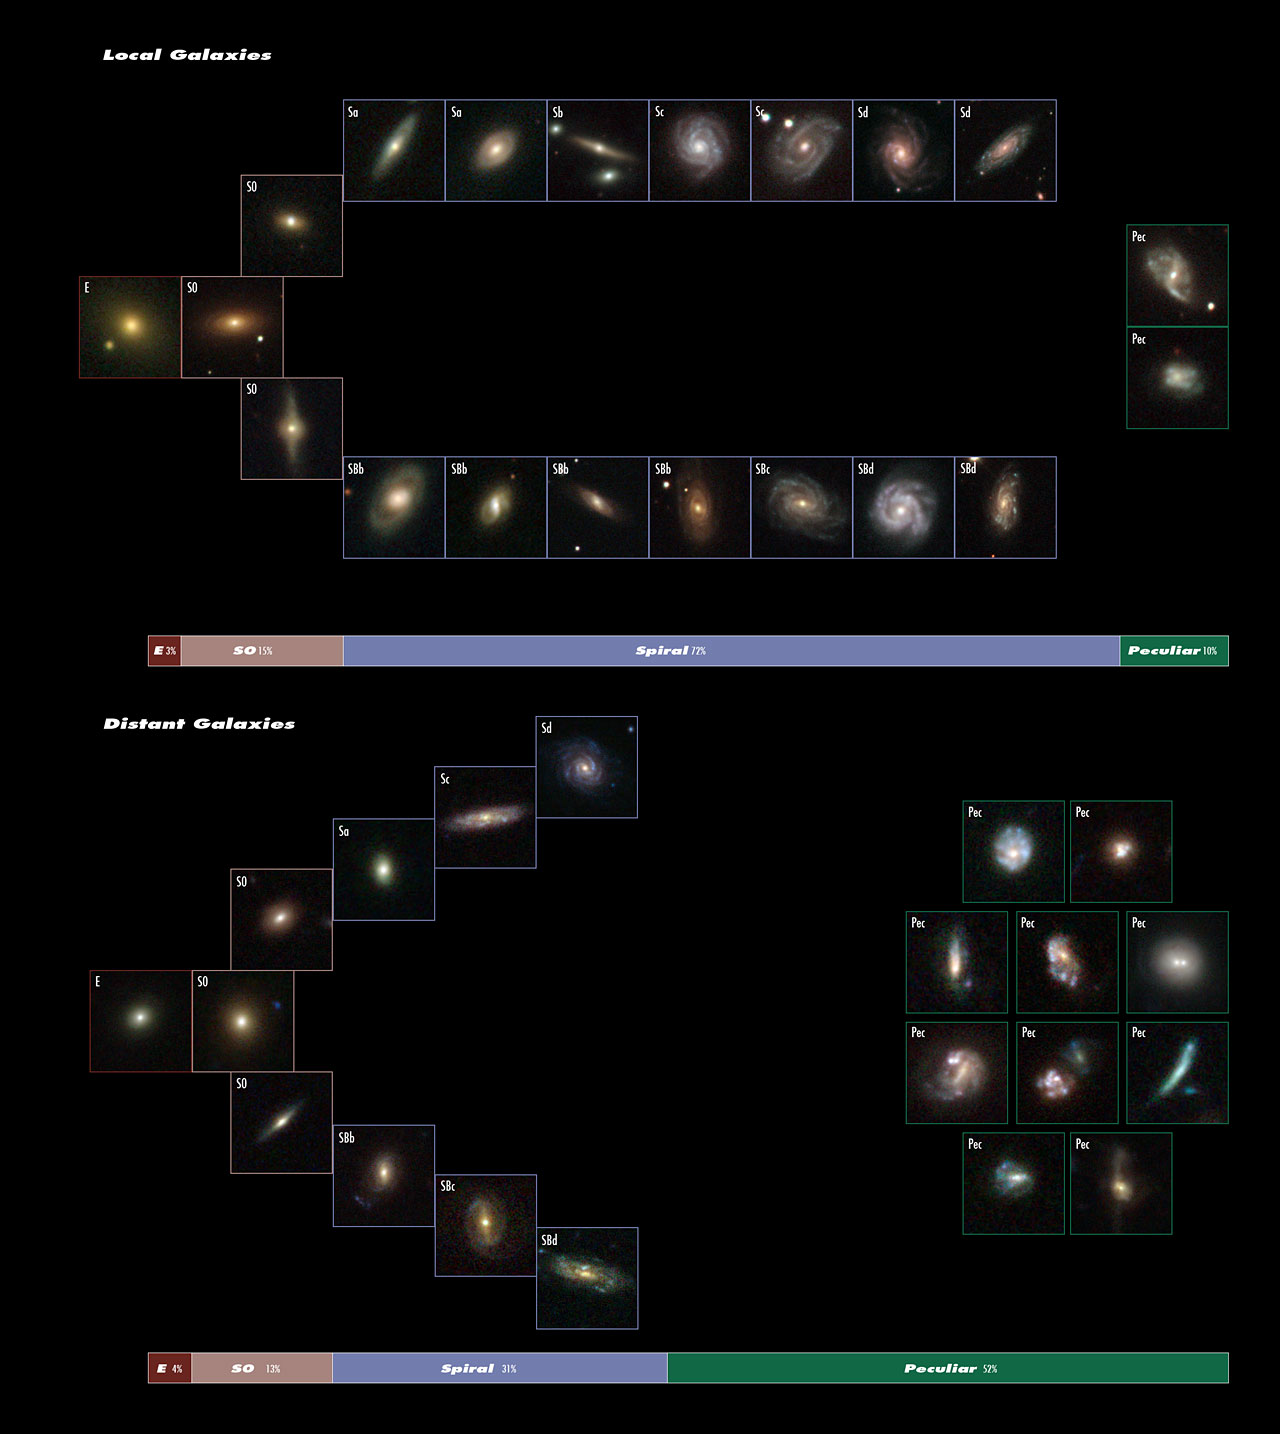 Local Galaxies
Sa Sa Sb Sc Sc Sd Sd
S0
Pec
E S0
Pec
S0
SBb SBb SBb SBb SBc SBd SBd
E 3% SO 15% Spiral 72% Peculiar 10%
Distant Galaxies
Sd
Sc
Pec Pec
Sa
S0
Pec Pec Pec
E S0
Pec Pec Pec
S0
SBb
Pec Pec
SBc
SBd
E 4% SO 13% Spiral 31% Peculiar 52%